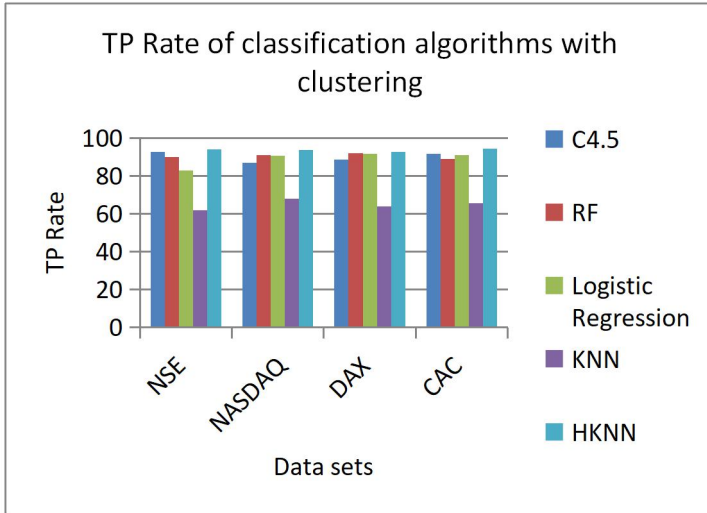 TP Rate of classification algorithms with
clustering
100
80
60
40
20
0
TP Rate
NSE
NASDAQ
DAX
CAC
Data sets
C4.5
RF
Logistic
Regression
KNN
HKNN